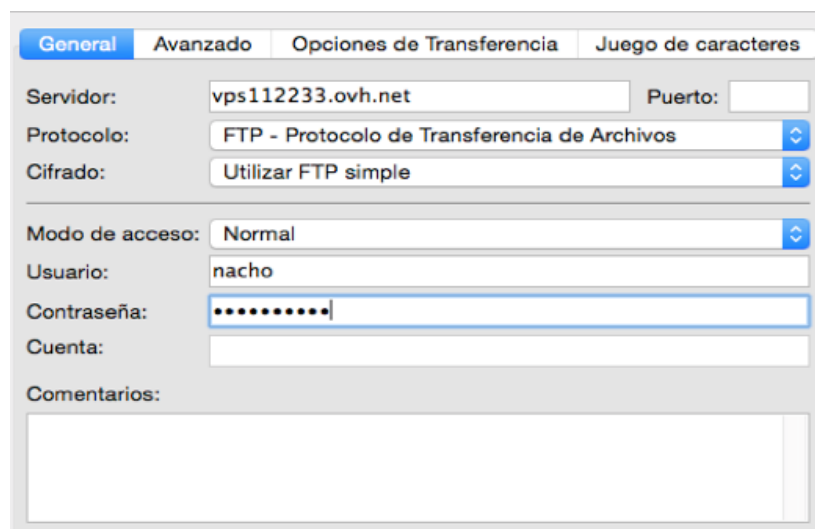 General Avanzado Opciones de Transferencia Juego de caracteres
Servidor: vps112233.ovh.net Puerto:
Protocolo: FTP - Protocolo de Transferencia de Archivos
Cifrado: Utilizar FTP simple
Modo de acceso: Normal
Usuario: nacho
Contraseña: ••••••••••
Cuenta:
Comentarios: